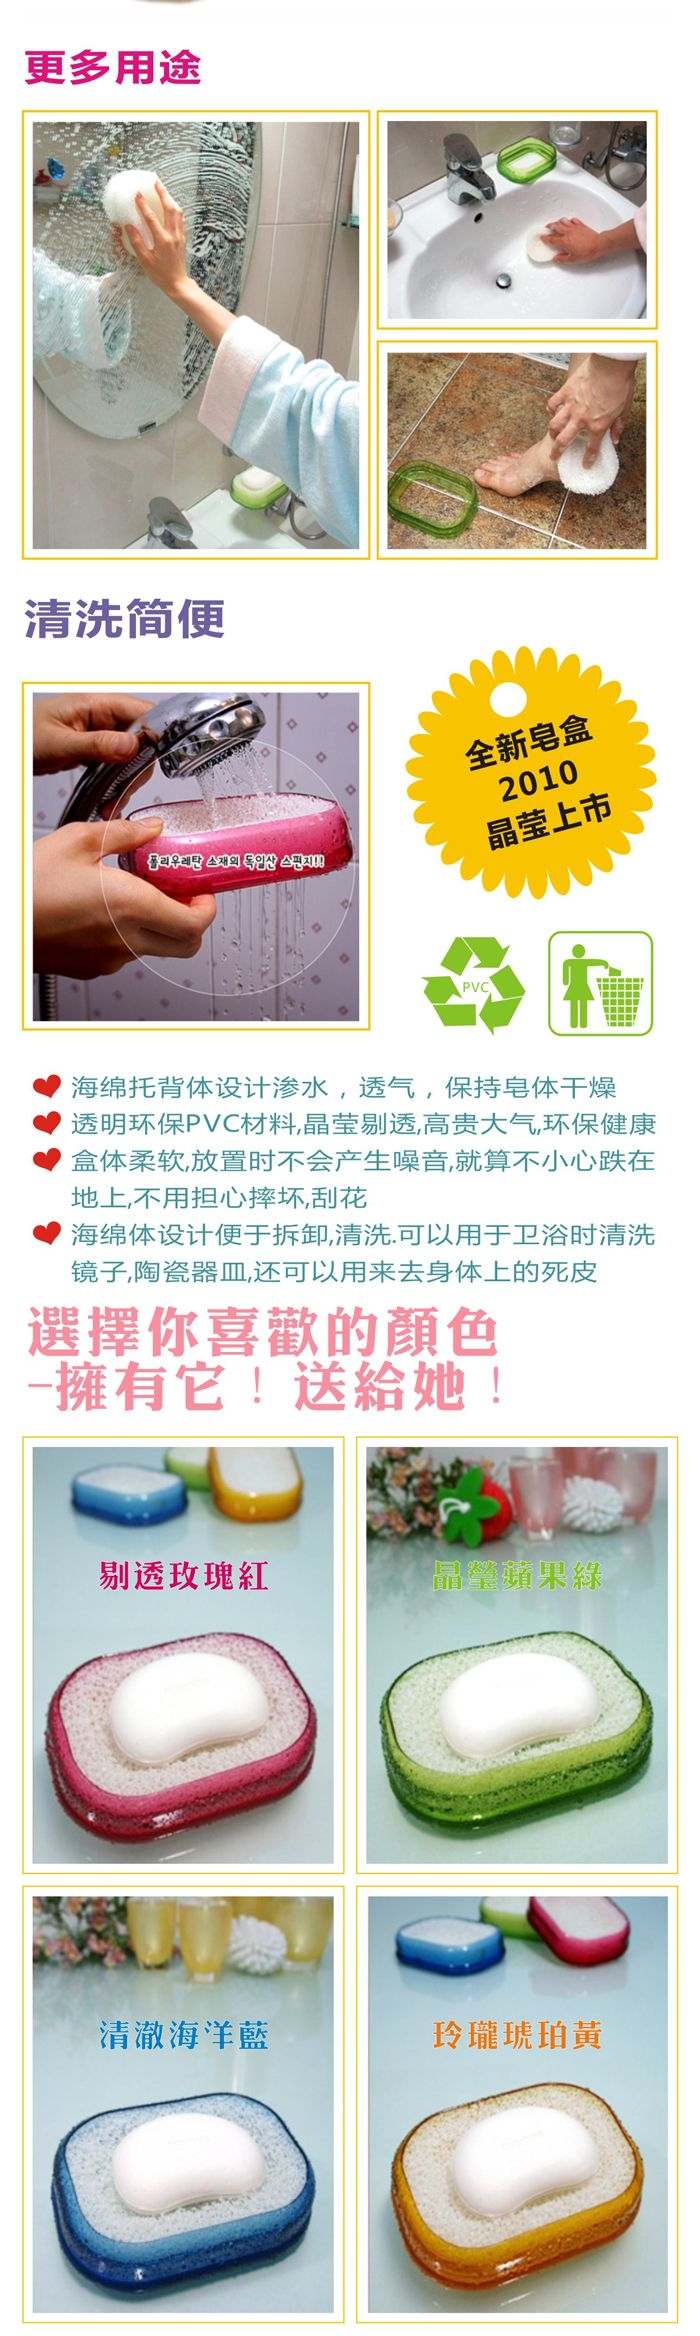 更多用途
清洗简便
全新皂盒
2010
晶莹上市
폴리우레탄 소재의 독일산 스펀지!!
PVC
海绵托背体设计渗水，透气，保持皂体干燥
透明环保PVC材料,晶莹剔透,高贵大气,环保健康
盒体柔软,放置时不会产生噪音,就算不小心跌在
地上,不用担心摔坏,刮花
海绵体设计便于拆卸,清洗.可以用于卫浴时清洗
镜子,陶瓷器皿,还可以用来去身体上的死皮
選擇你喜歡的顏色
-擁有它！送給她！
剔透玫瑰紅
晶瑩蘋果綠
清澈海洋藍
玲瓏琥珀黃